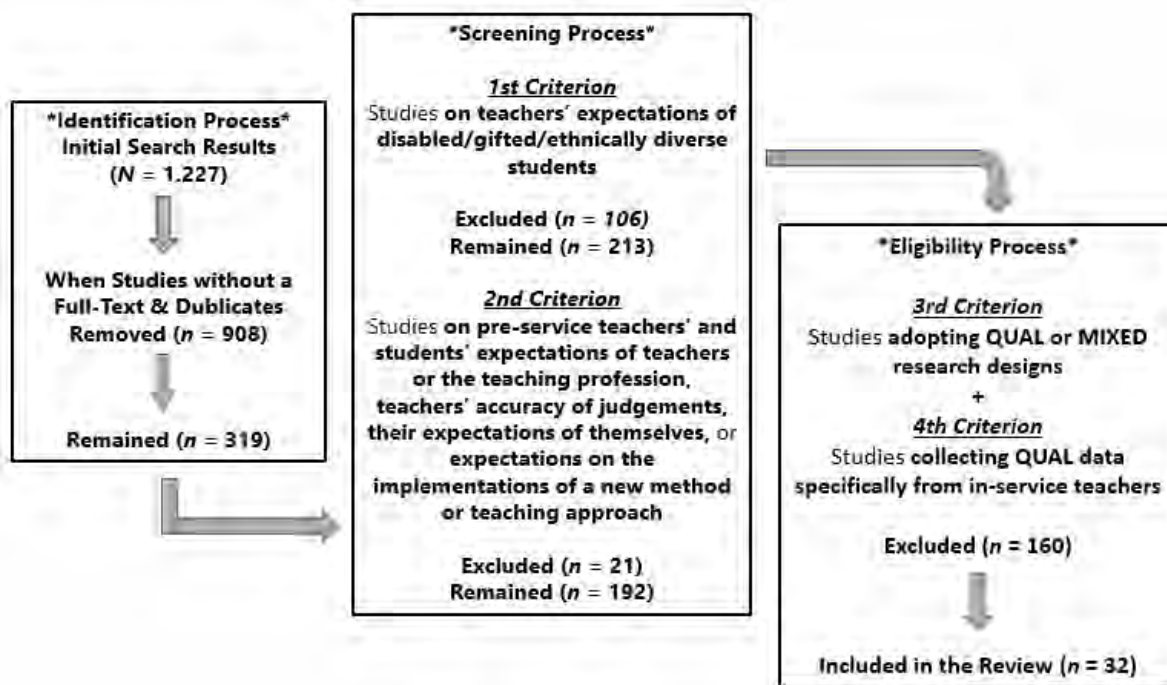 *Identification Process*
Initial Search Results
(N = 1.227)
When Studies without a
Full-Text & Dublicates
Removed (n = 908)
Remained (n = 319)
*Screening Process*
1st Criterion
Studies on teachers' expectations of
disabled/gifted/ethnically diverse
students
Excluded (n = 106)
Remained (n = 213)
2nd Criterion
Studies on pre-service teachers' and
students' expectations of teachers
or the teaching profession,
teachers' accuracy of judgements,
their expectations of themselves, or
expectations on the
implementations of a new method
or teaching approach
Excluded (n = 21)
Remained (n = 192)
*Eligibility Process*
3rd Criterion
Studies adopting QUAL or MIXED
research designs
+
4th Criterion
Studies collecting QUAL data
specifically from in-service teachers
Excluded (n = 160)
Included in the Review (n = 32)